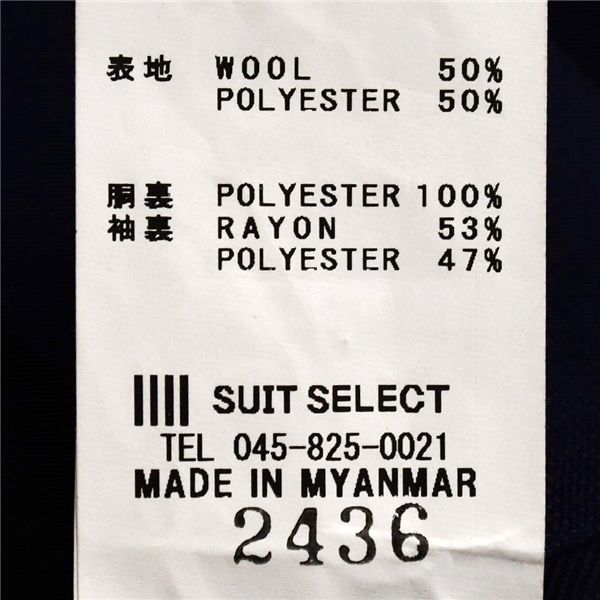 表地 WOOL 50%
POLYESTER 50%
胴裏 POLYESTER 100%
袖裏 RAYON 53%
POLYESTER 47%
SUIT SELECT
TEL 045-825-0021
MADE IN MYANMAR
2436